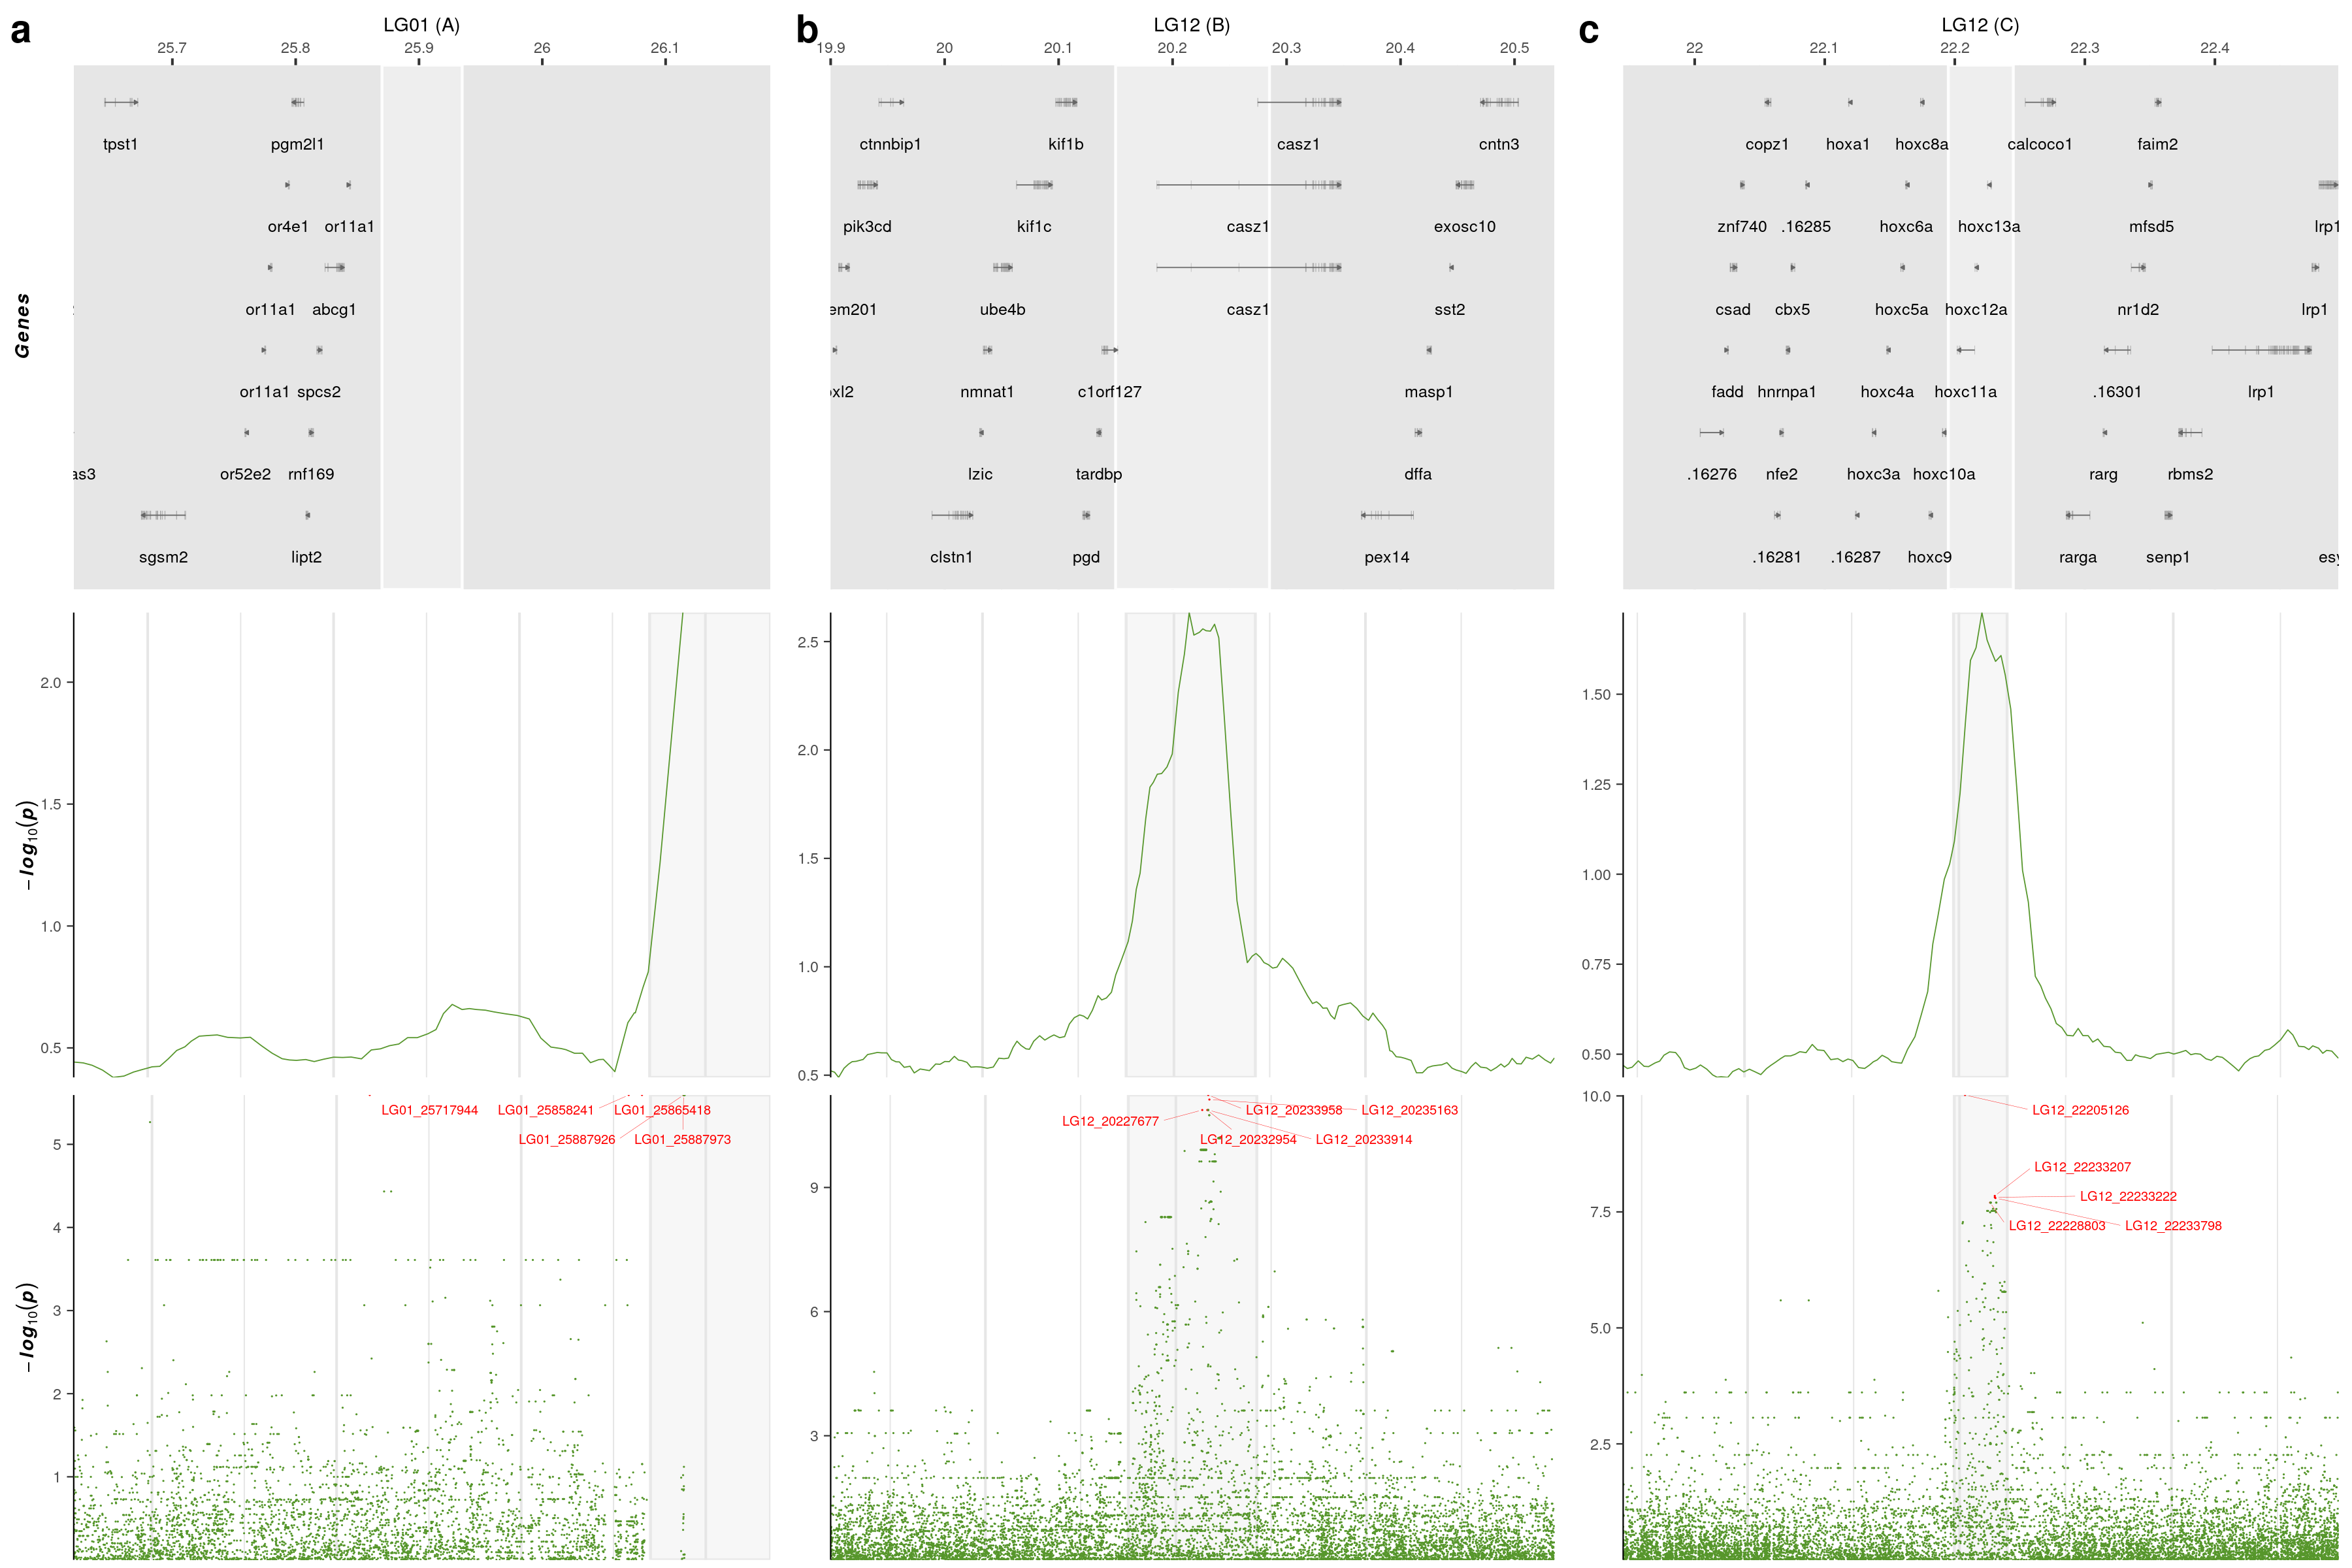 a
LG01 (A)
25.7 25.8 25.9 26 26.1
Genes
tpst1 pgm2l1
or4e1 or11a1
or11a1 abcg1
or11a1 spcs2
as3 or52e2 rnf169
sgsm2 lipt2
−log10(p)
2.0
1.5
1.0
0.5
−log10(p)
5
4
3
2
1
LG01_25717944 LG01_25858241 LG01_25865418
LG01_25887926 LG01_25887973
b
LG12 (B)
19.9 20 20.1 20.2 20.3 20.4 20.5
ctnnbip1 kif1b casz1 cntn3
pik3cd kif1c casz1 exosc10
em201 ube4b casz1 sst2
xl2 nmnat1 c1orf127 masp1
lzic tardbp dffa
clstn1 pgd pex14
2.5
2.0
1.5
1.0
0.5
9
6
3
LG12_20233958 LG12_20235163
LG12_20227677
LG12_20232954 LG12_20233914
c
LG12 (C)
22 22.1 22.2 22.3 22.4
copz1 hoxa1 hoxc8a calcoco1 faim2
znf740 .16285 hoxc6a hoxc13a mfsd5 lrp1
csad cbx5 hoxc5a hoxc12a nr1d2 lrp1
fadd hnrnpa1 hoxc4a hoxc11a .16301 lrp1
.16276 nfe2 hoxc3a hoxc10a rarg rbms2
.16281 .16287 hoxc9 rarga senp1 esy
1.50
1.25
1.00
0.75
0.50
10.0
7.5
5.0
2.5
LG12_22205126
LG12_22233207
LG12_22233222
LG12_22228803 LG12_22233798